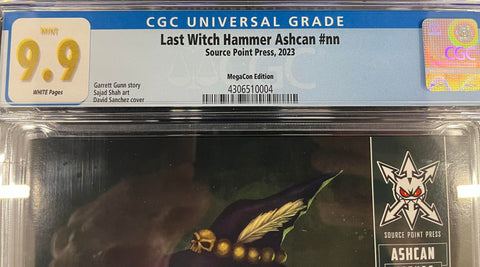 CGC UNIVERSAL GRADE
MINT
9.9
WHITE Pages
Last Witch Hammer Ashcan #nn
Source Point Press, 2023
MegaCon Edition
Garrett Gunn story
Sajad Shah art
David Sanchez cover
4306510004
CGC
SOURCE POINT PRESS
ASHCAN